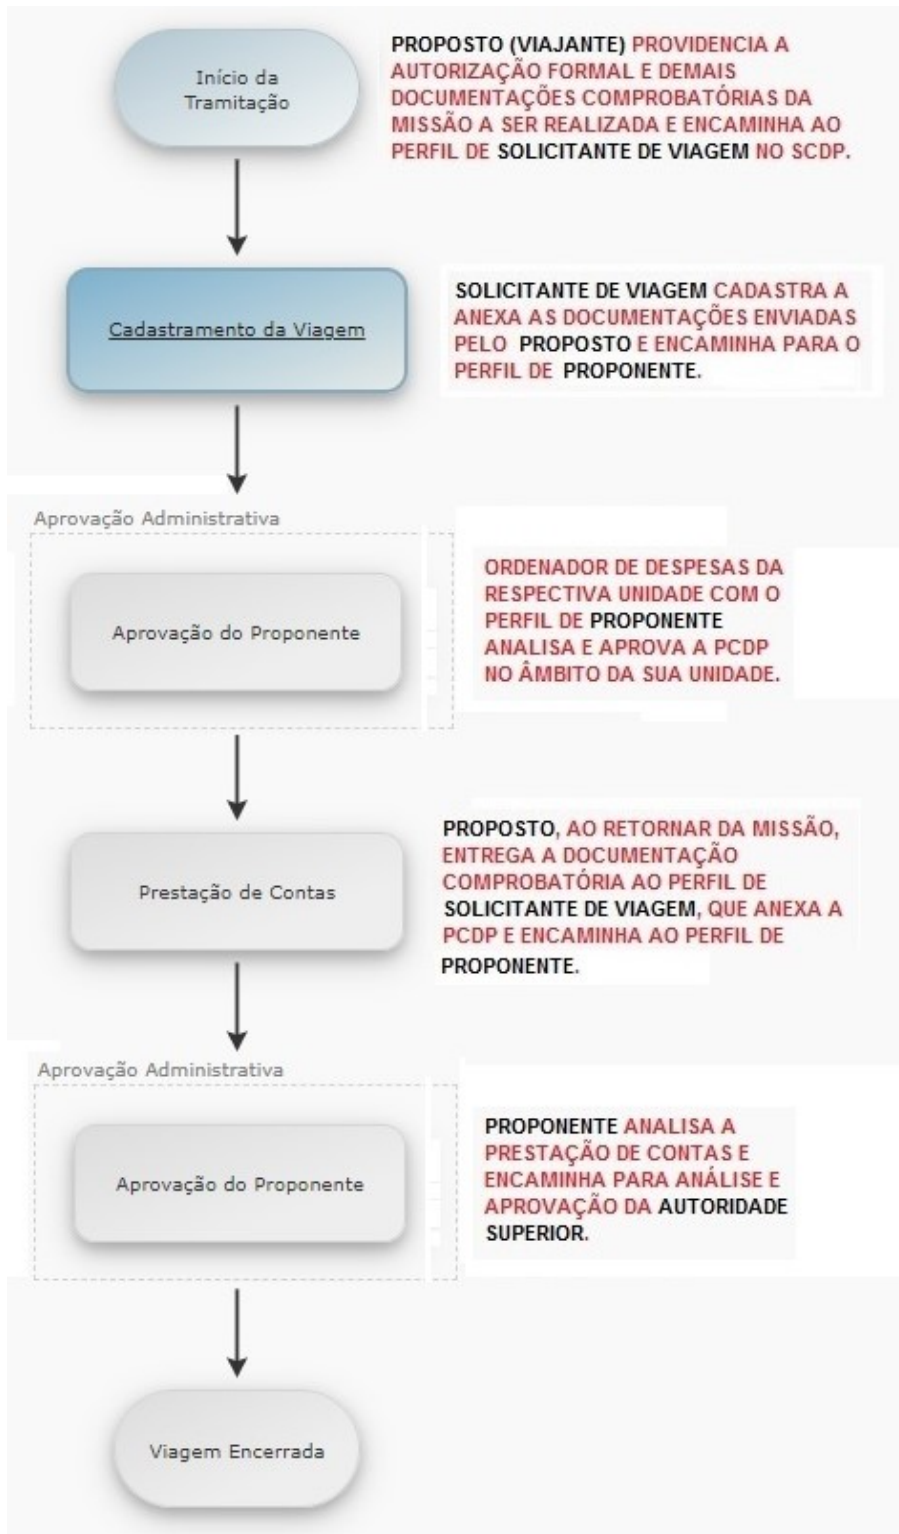 Início da
Tramitação
PROPOSTO (VIAJANTE) PROVIDENCIA A
AUTORIZAÇÃO FORMAL E DEMAIS
DOCUMENTAÇÕES COMPROBATÓRIAS DA
MISSÃO A SER REALIZADA E ENCAMINHA AO
PERFIL DE SOLICITANTE DE VIAGEM NO SCDP.
Cadastramento da Viagem
SOLICITANTE DE VIAGEM CADASTRA A
ANEXA AS DOCUMENTAÇÕES ENVIADAS
PELO PROPOSTO E ENCAMINHA PARA O
PERFIL DE PROPONENTE.
Aprovação Administrativa
Aprovação do Proponente
ORDENADOR DE DESPESAS DA
RESPECTIVA UNIDADE COM O
PERFIL DE PROPONENTE
ANALISA E APROVA A PCDP
NO ÂMBITO DA SUA UNIDADE.
Prestação de Contas
PROPOSTO, AO RETORNAR DA MISSÃO,
ENTREGA A DOCUMENTAÇÃO
COMPROBATÓRIA AO PERFIL DE
SOLICITANTE DE VIAGEM, QUE ANEXA A
PCDP E ENCAMINHA AO PERFIL DE
PROPONENTE.
Aprovação Administrativa
Aprovação do Proponente
PROPONENTE ANALISA A
PRESTAÇÃO DE CONTAS E
ENCAMINHA PARA ANÁLISE E
APROVAÇÃO DA AUTORIDADE
SUPERIOR.
Viagem Encerrada